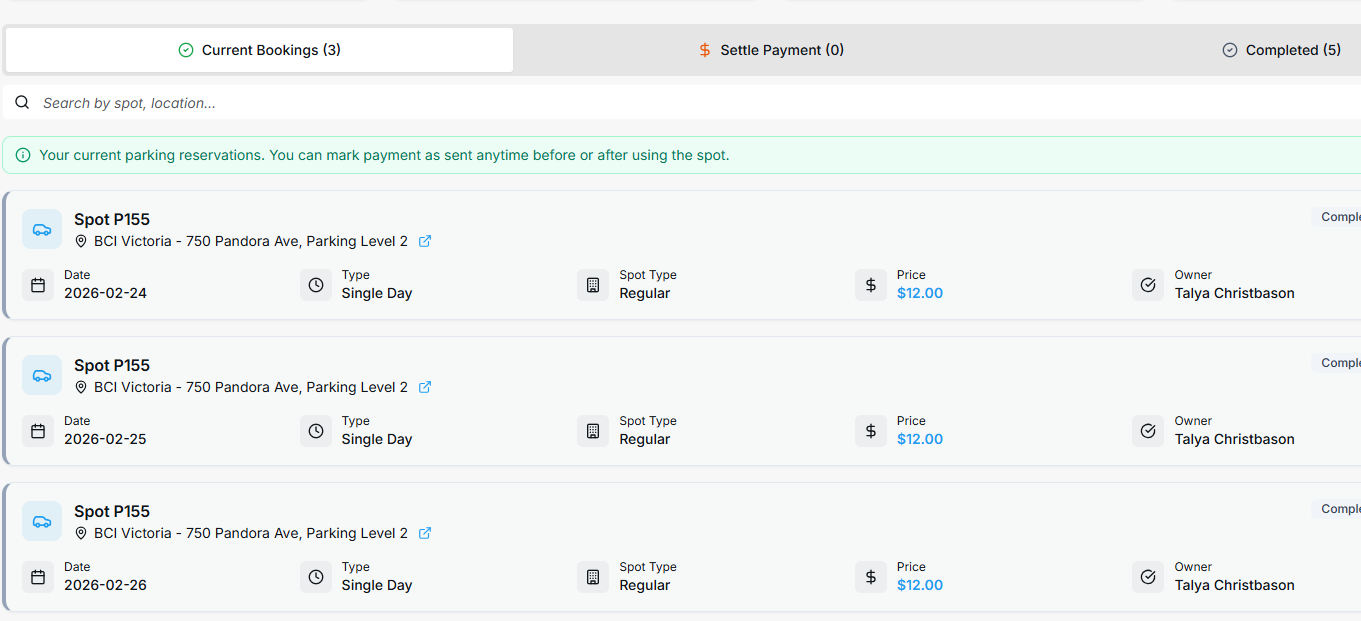 Current Bookings (3)
Settle Payment (0)
Completed (5)
Search by spot, location...
Your current parking reservations. You can mark payment as sent anytime before or after using the spot.
Spot P155
Comple
BCI Victoria - 750 Pandora Ave, Parking Level 2
Date Type Spot Type Price Owner
2026-02-24 Single Day Regular $12.00 Talya Christbason
Spot P155
Comple
BCI Victoria - 750 Pandora Ave, Parking Level 2
Date Type Spot Type Price Owner
2026-02-25 Single Day Regular $12.00 Talya Christbason
Spot P155
Comple
BCI Victoria - 750 Pandora Ave, Parking Level 2
Date Type Spot Type Price Owner
2026-02-26 Single Day Regular $12.00 Talya Christbason